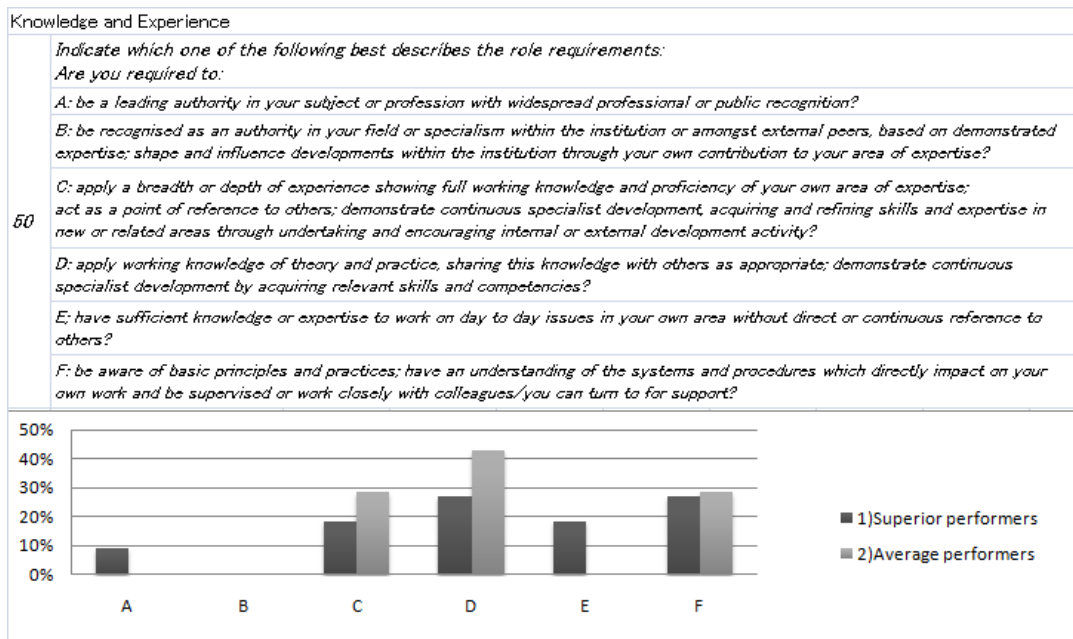 Knowledge and Experience
Indicate which one of the following best describes the role requirements:
Are you required to:
A: be a leading authority in your subject or profession with widespread professional or public recognition?
B: be recognised as an authority in your field or specialism within the institution or amongst external peers, based on demonstrated
expertise; shape and influence developments within the institution through your own contribution to your area of expertise?
C: apply a breadth or depth of experience showing full working knowledge and proficiency of your own area of expertise;
act as a point of reference to others; demonstrate continuous specialist development, acquiring and refining skills and expertise in
new or related areas through undertaking and encouraging internal or external development activity?
50
D: apply working knowledge of theory and practice, sharing this knowledge with others as appropriate; demonstrate continuous
specialist development by acquiring relevant skills and competencies?
E; have sufficient knowledge or expertise to work on day to day issues in your own area without direct or continuous reference to
others?
F: be aware of basic principles and practices; have an understanding of the systems and procedures which directly impact on your
own work and be supervised or work closely with colleagues/you can turn to for support?
50%
40%
30%
20%
10%
0%
A B C D E F
1)Superior performers
2)Average performers